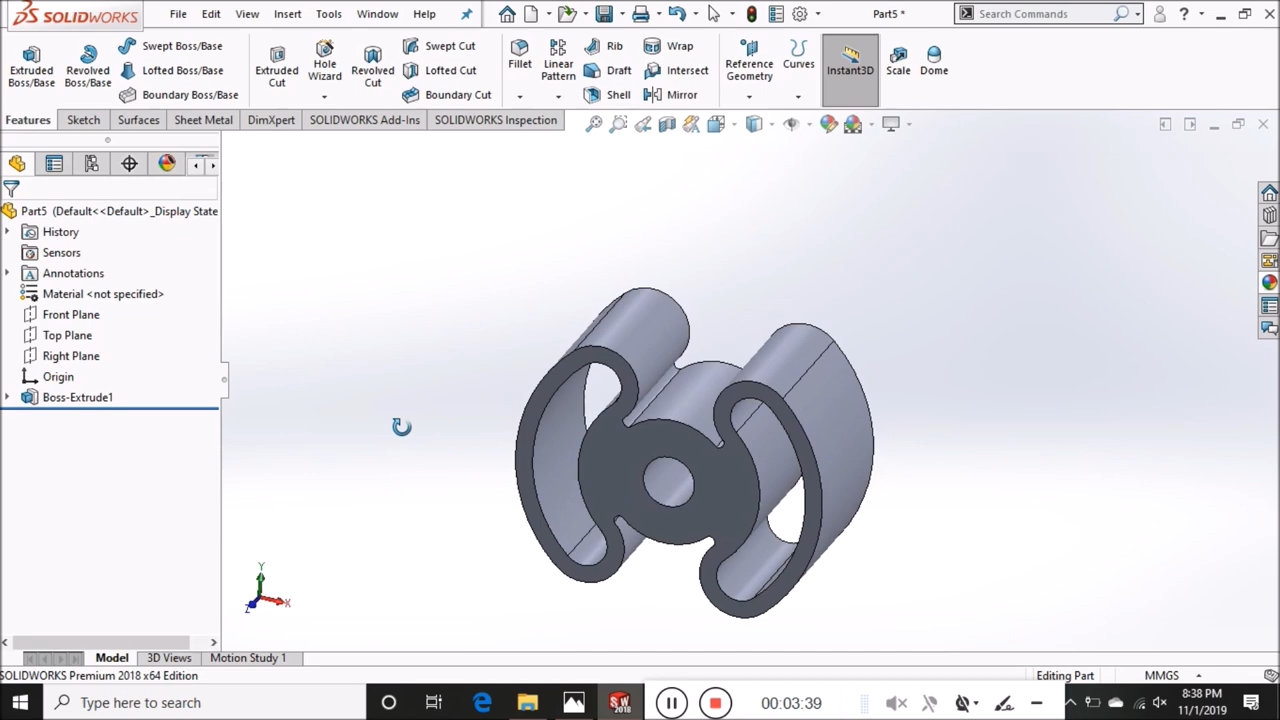 SOLIDWORKS File Edit View Insert Tools Window Help Part5 * Search Commands ?
Extruded Boss/Base Revolved Boss/Base Swept Boss/Base Lofted Boss/Base Boundary Boss/Base Extruded Cut Hole Wizard Revolved Cut Swept Cut Lofted Cut Boundary Cut Fillet Linear Pattern Rib Draft Shell Wrap Intersect Mirror Reference Geometry Curves Instant3D Scale Dome
Features Sketch Surfaces Sheet Metal DimXpert SOLIDWORKS Add-Ins SOLIDWORKS Inspection
Part5 (Default<<Default>_Display State
History
Sensors
Annotations
Material <not specified>
Front Plane
Top Plane
Right Plane
Origin
Boss-Extrude1
Y
X
Z
Model 3D Views Motion Study 1
SOLIDWORKS Premium 2018 x64 Edition Editing Part MMGS
Type here to search SW 2018 00:03:39 8:38 PM
11/1/2019